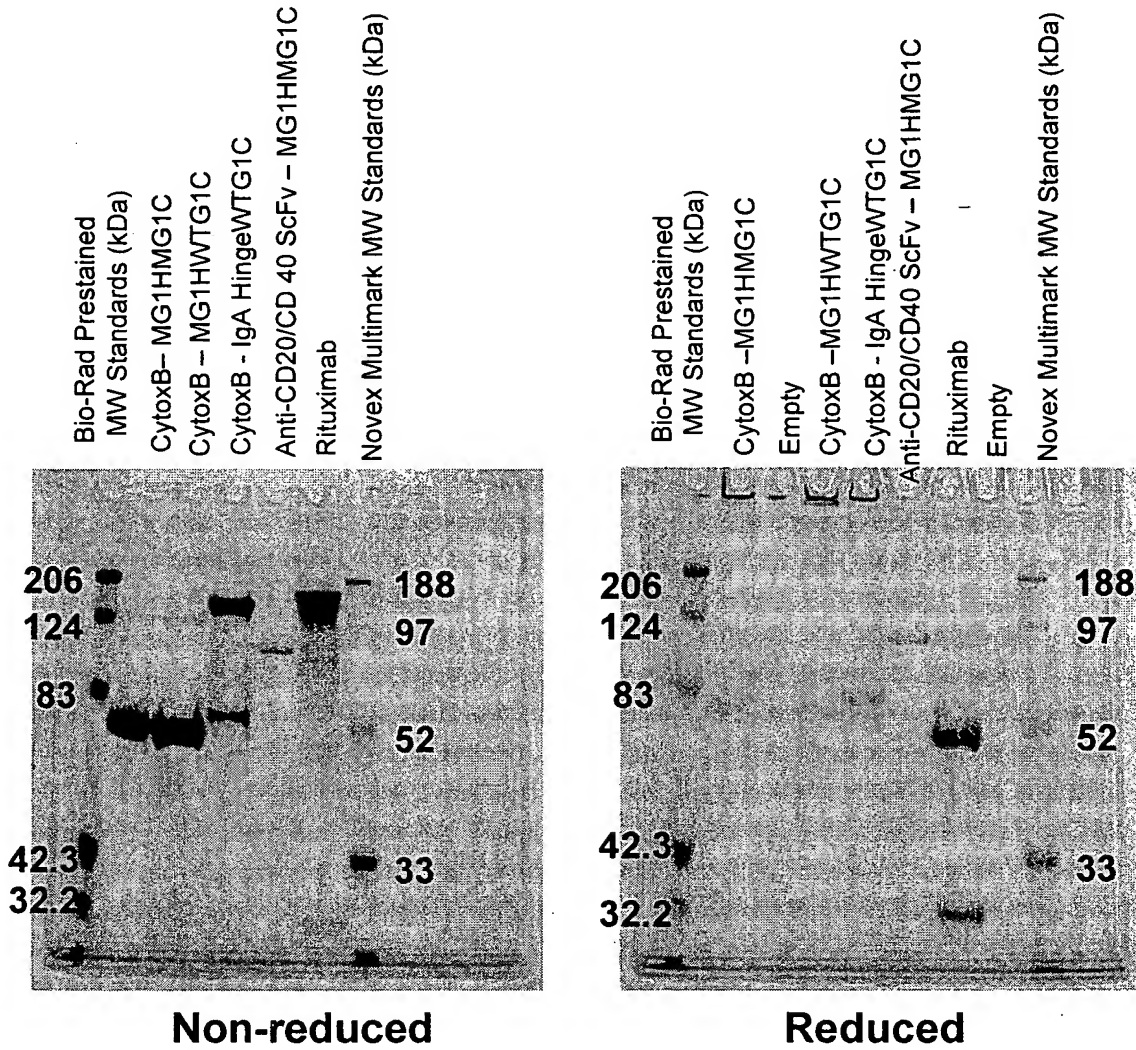 Bio-Rad Prestained
MW Standards (kDa)
CytoxB– MG1HMG1C
CytoxB – MG1HWTG1C
CytoxB - IgA HingeWTG1C
Anti-CD20/CD 40 ScFv – MG1HMG1C
Rituximab
Novex Multimark MW Standards (kDa)
206
124
83
42.3
32.2
188
97
52
33
Non-reduced
Bio-Rad Prestained
MW Standards (kDa)
CytoxB –MG1HMG1C
Empty
CytoxB –MG1HWTG1C
CytoxB - IgA HingeWTG1C
Anti-CD20/CD40 ScFv – MG1HMG1C
Rituximab
Empty
Novex Multimark MW Standards (kDa)
206
124
83
42.3
32.2
188
97
52
33
Reduced